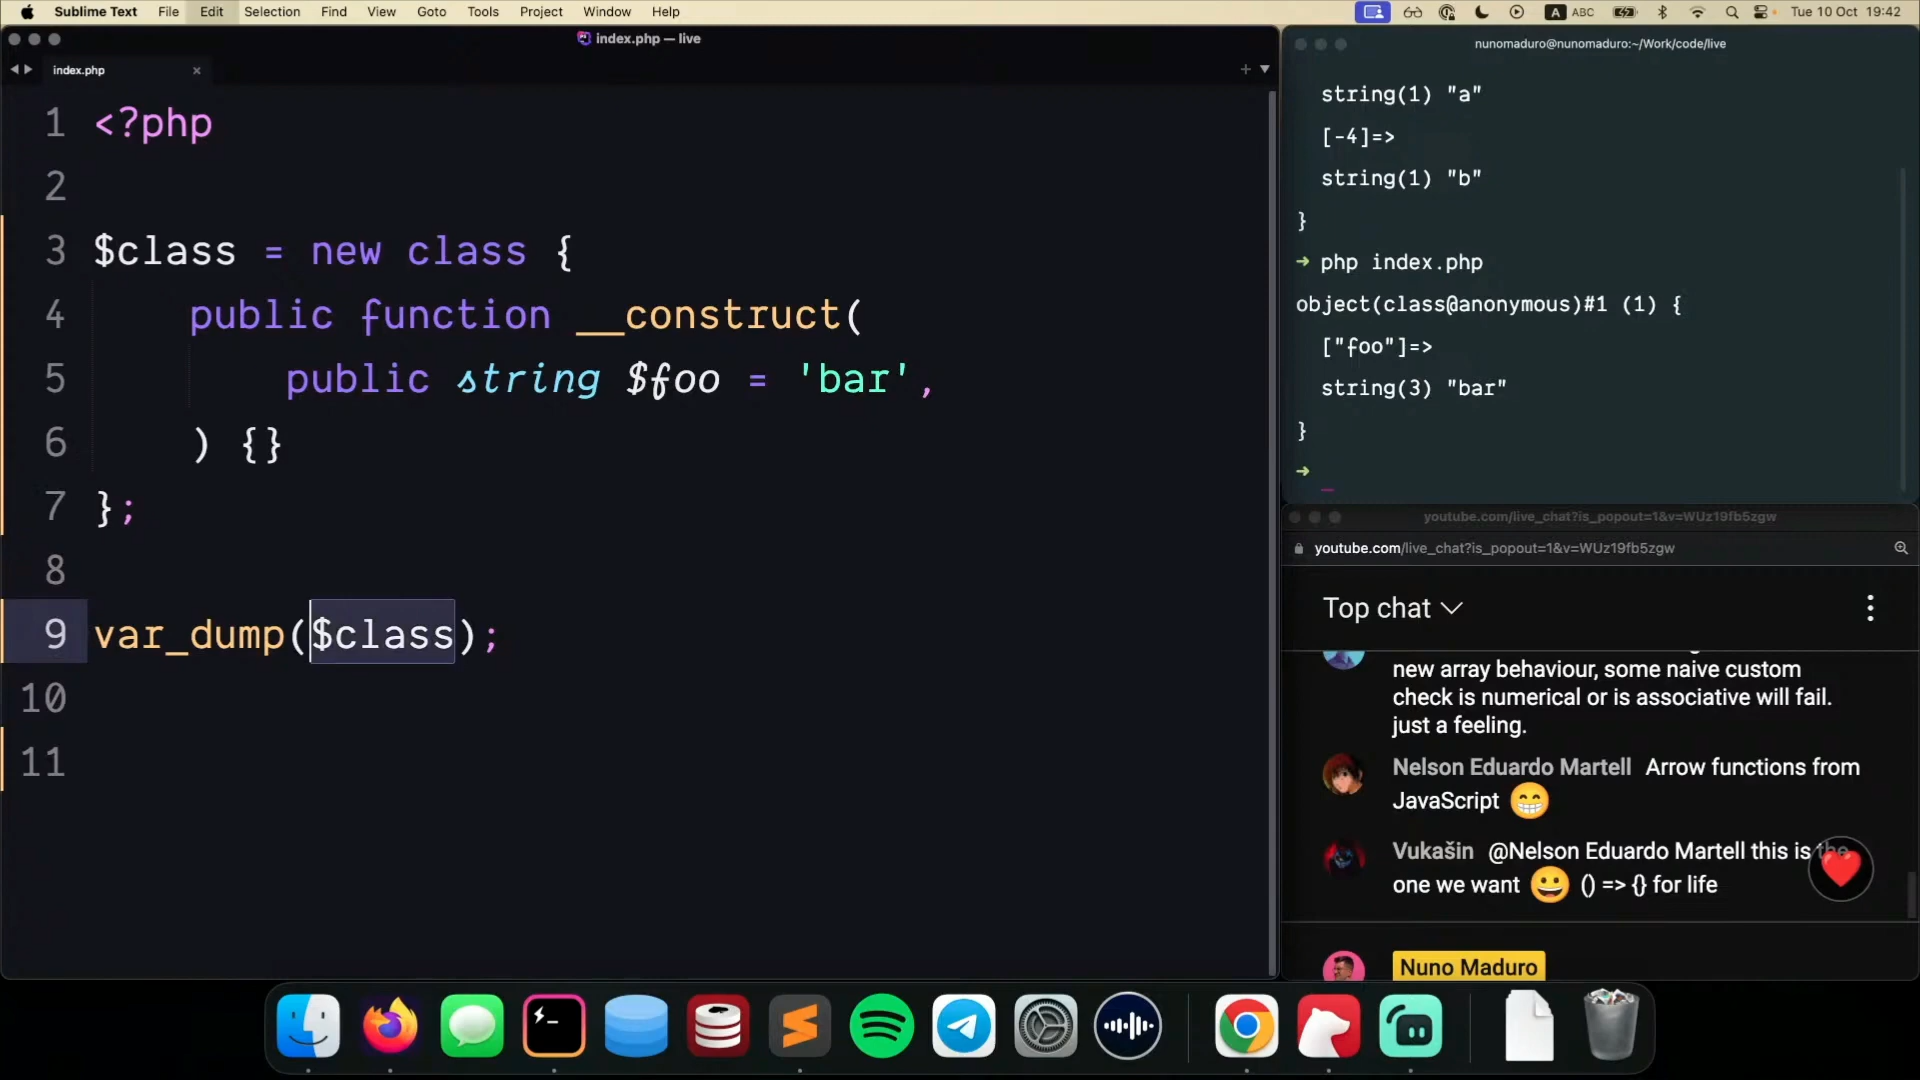 Sublime Text File Edit Selection Find View Goto Tools Project Window Help A ABC Tue 10 Oct 19:42
index.php — live
index.php
1 <?php
2
3 $class = new class {
4 public function __construct(
5 public string $foo = 'bar',
6 ) {}
7 };
8
9 var_dump($class);
10
11
nunomaduro@nunomaduro:~/Work/code/live
string(1) "a"
[-4]=>
string(1) "b"
}
➜ php index.php
object(class@anonymous)#1 (1) {
["foo"]=>
string(3) "bar"
}
➜ _
youtube.com/live_chat?is_popout=1&v=WUz19fb5zgw
youtube.com/live_chat?is_popout=1&v=WUz19fb5zgw
Top chat
new array behaviour, some naive custom
check is numerical or is associative will fail.
just a feeling.
Nelson Eduardo Martell Arrow functions from
JavaScript 😁
Vukašin @Nelson Eduardo Martell this is the
one we want 😀 () => {} for life
Nuno Maduro